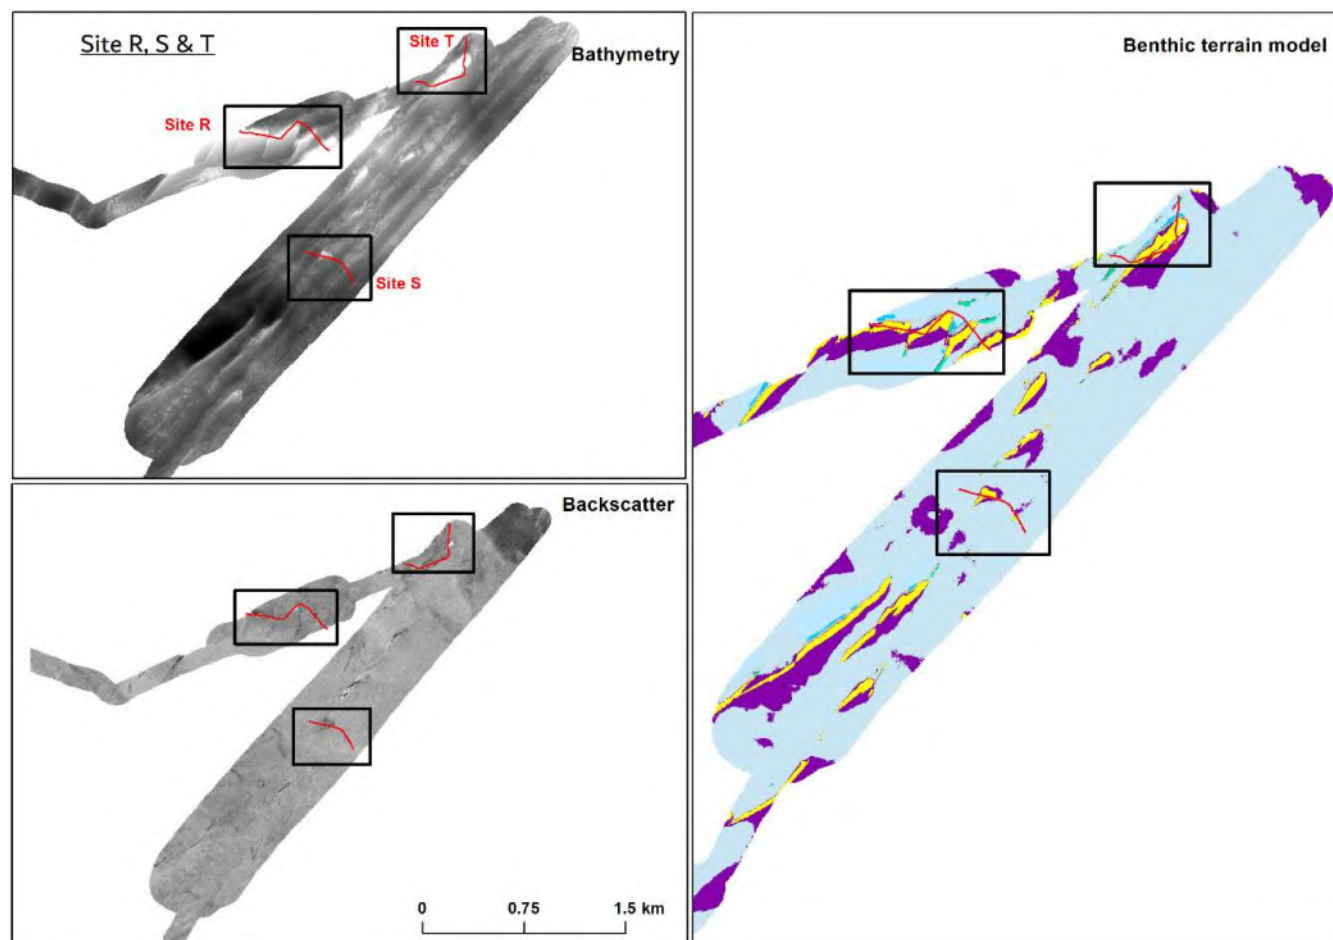 Site R, S & T
Site T
Bathymetry
Site R
Site S
Backscatter
0 0.75 1.5 km
Benthic terrain model